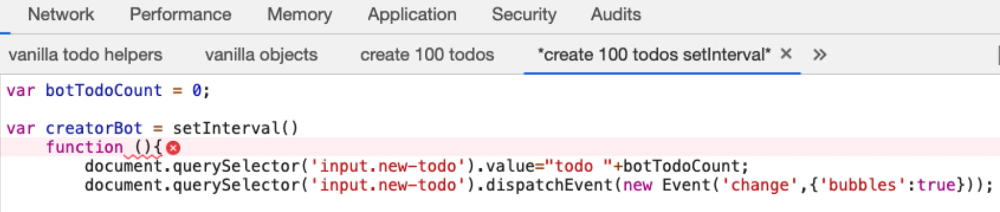 Network Performance Memory Application Security Audits
vanilla todo helpers vanilla objects create 100 todos *create 100 todos setInterval* × »
var botTodoCount = 0;
var creatorBot = setInterval()
function (){
document.querySelector('input.new-todo').value="todo "+botTodoCount;
document.querySelector('input.new-todo').dispatchEvent(new Event('change',{'bubbles':true}));